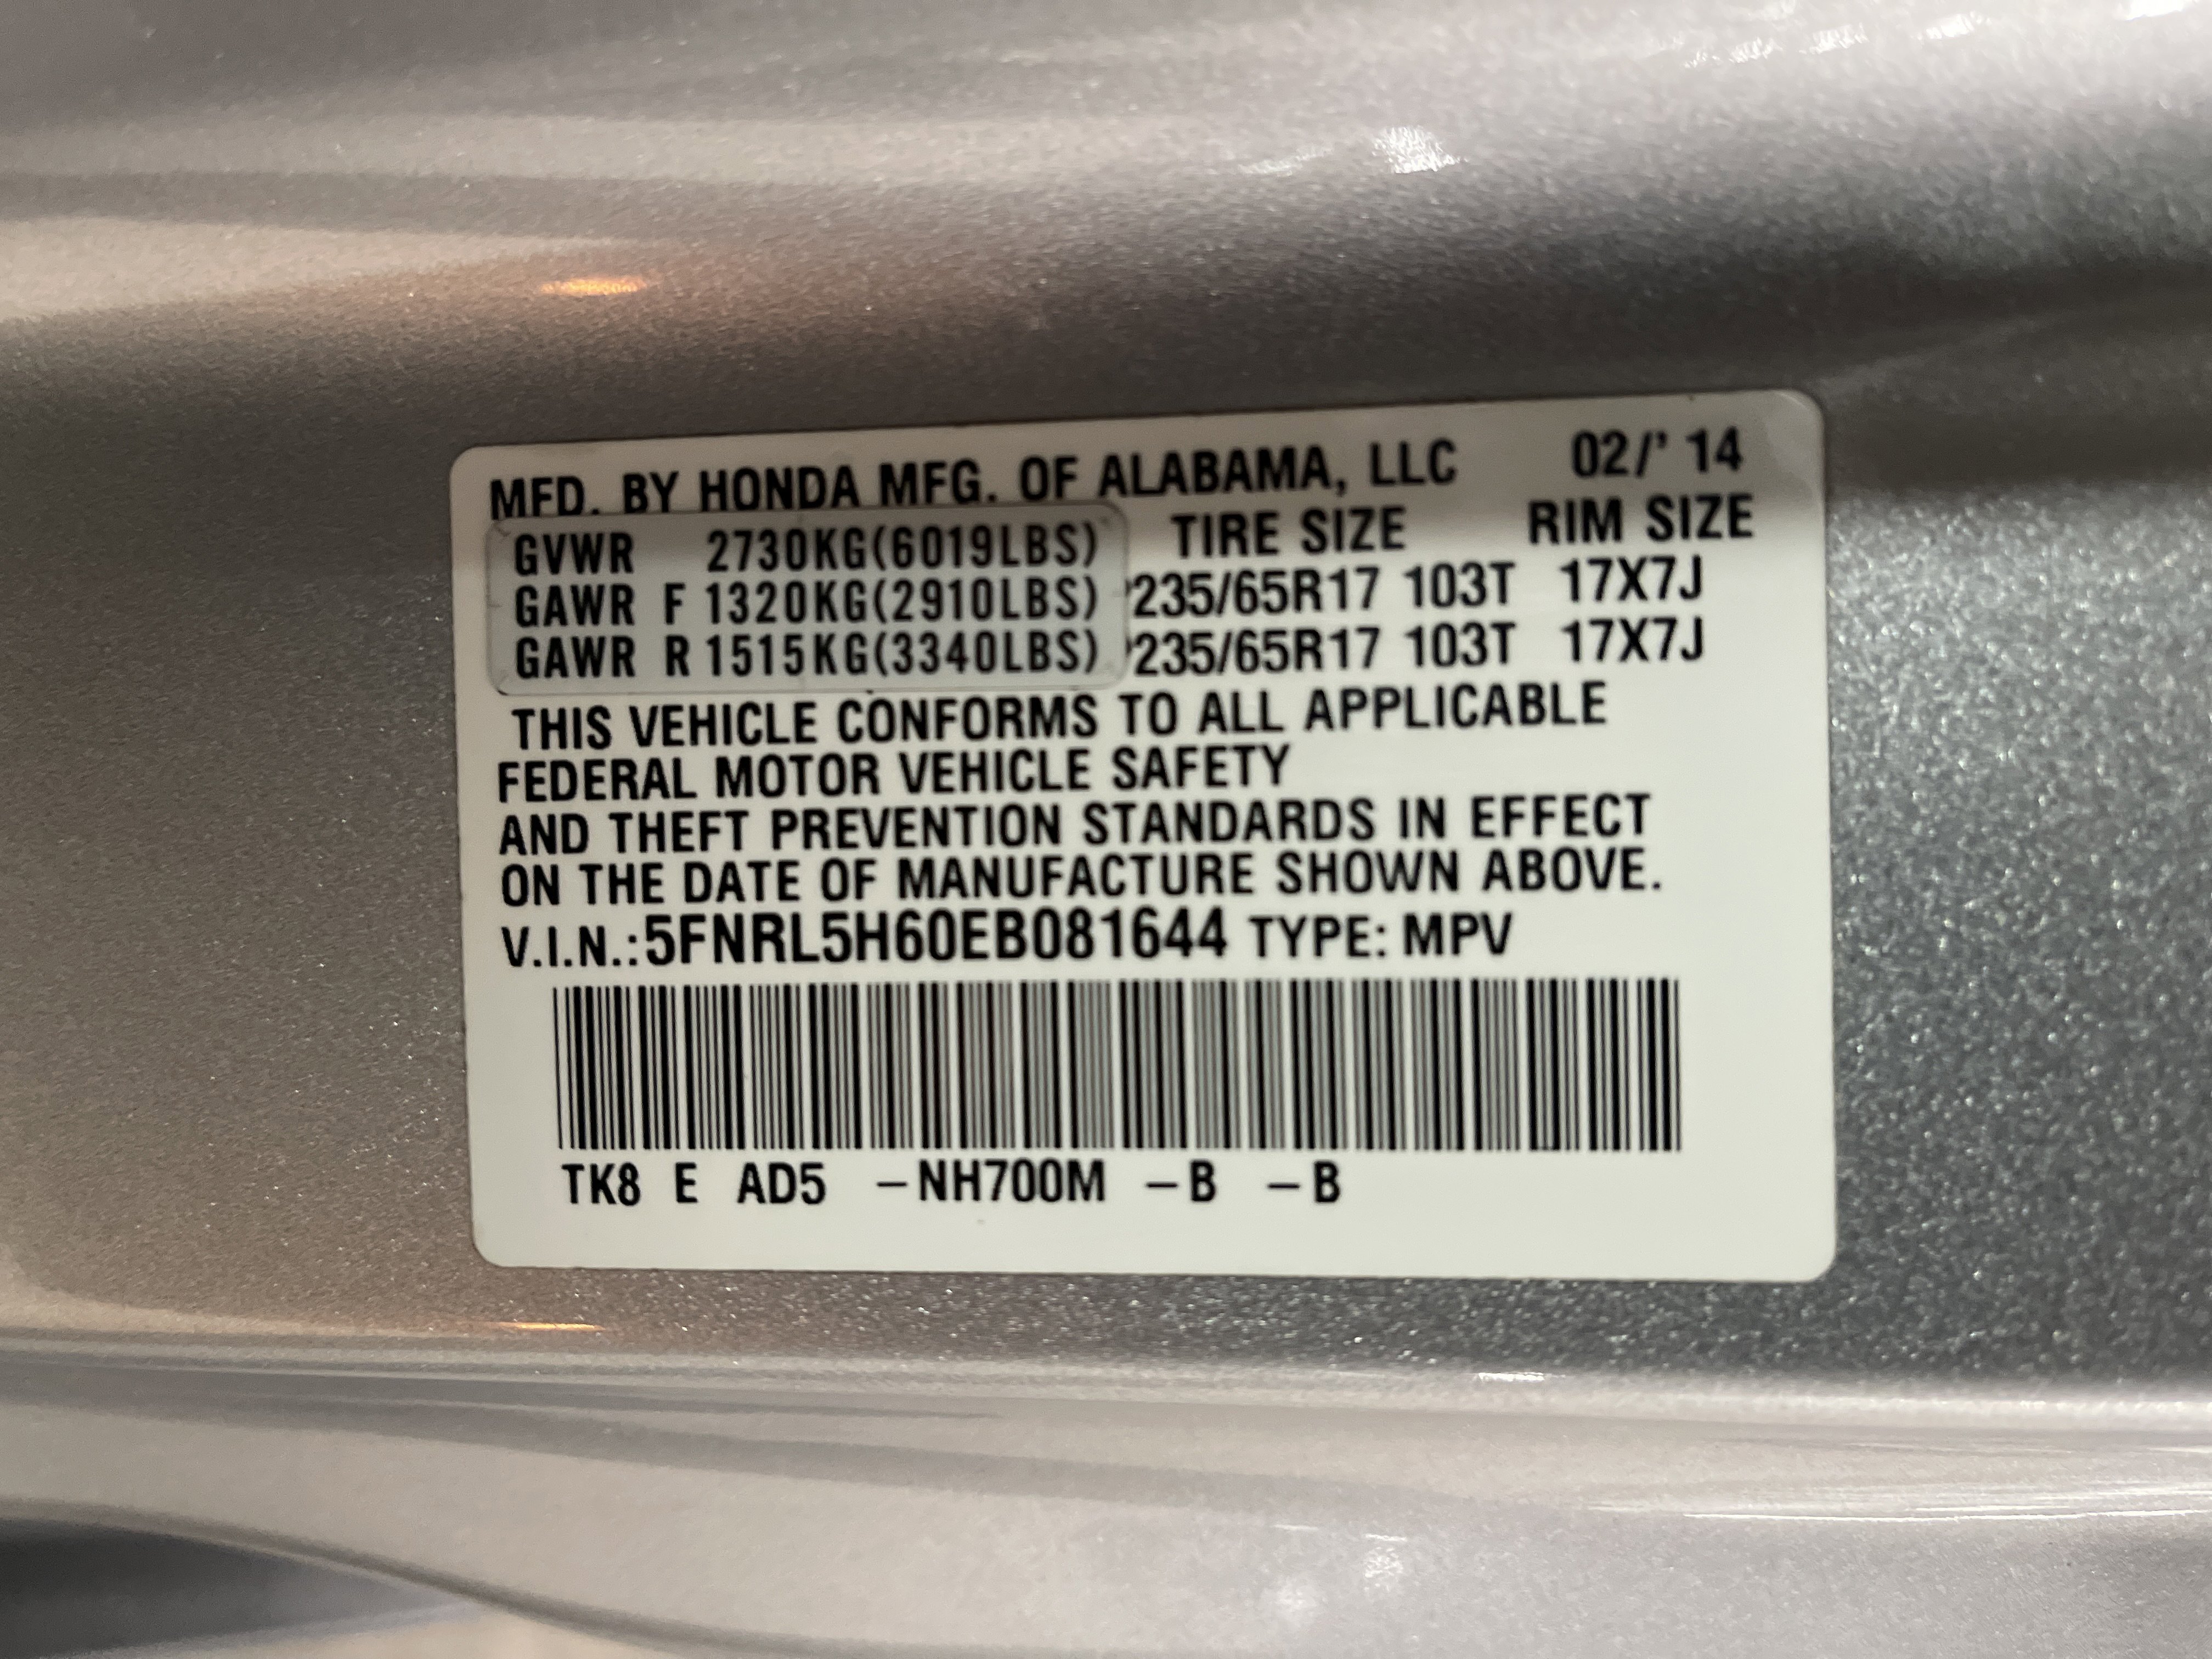 MFD. BY HONDA MFG. OF ALABAMA, LLC 02/' 14
TIRE SIZE RIM SIZE
GVWR 2730KG(6019LBS)
GAWR F 1320KG(2910LBS) P235/65R17 103T 17X7J
GAWR R 1515KG(3340LBS) P235/65R17 103T 17X7J
THIS VEHICLE CONFORMS TO ALL APPLICABLE
FEDERAL MOTOR VEHICLE SAFETY
AND THEFT PREVENTION STANDARDS IN EFFECT
ON THE DATE OF MANUFACTURE SHOWN ABOVE.
V.I.N.:5FNRL5H60EB081644 TYPE: MPV
TK8 E AD5 -NH700M -B -B